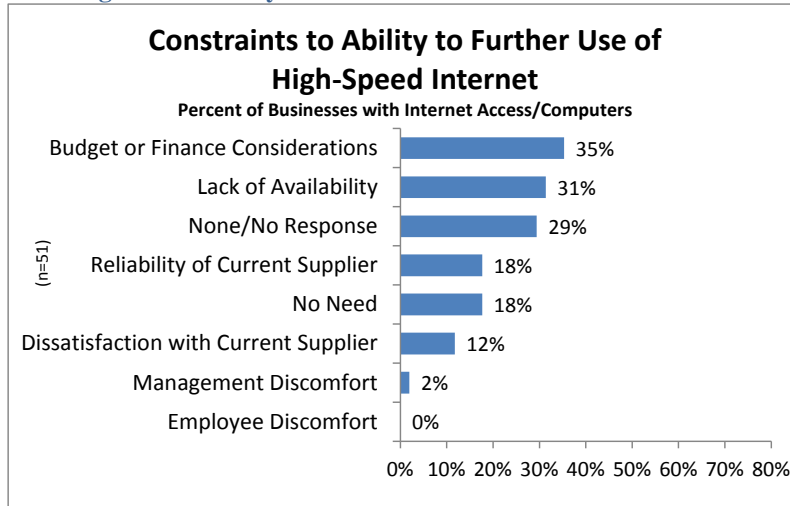 Constraints to Ability to Further Use of
High-Speed Internet
Percent of Businesses with Internet Access/Computers
Budget or Finance Considerations 35%
Lack of Availability 31%
None/No Response 29%
Reliability of Current Supplier 18%
No Need 18%
Dissatisfaction with Current Supplier 12%
Management Discomfort 2%
Employee Discomfort 0%
(n=51)
0% 10% 20% 30% 40% 50% 60% 70% 80%